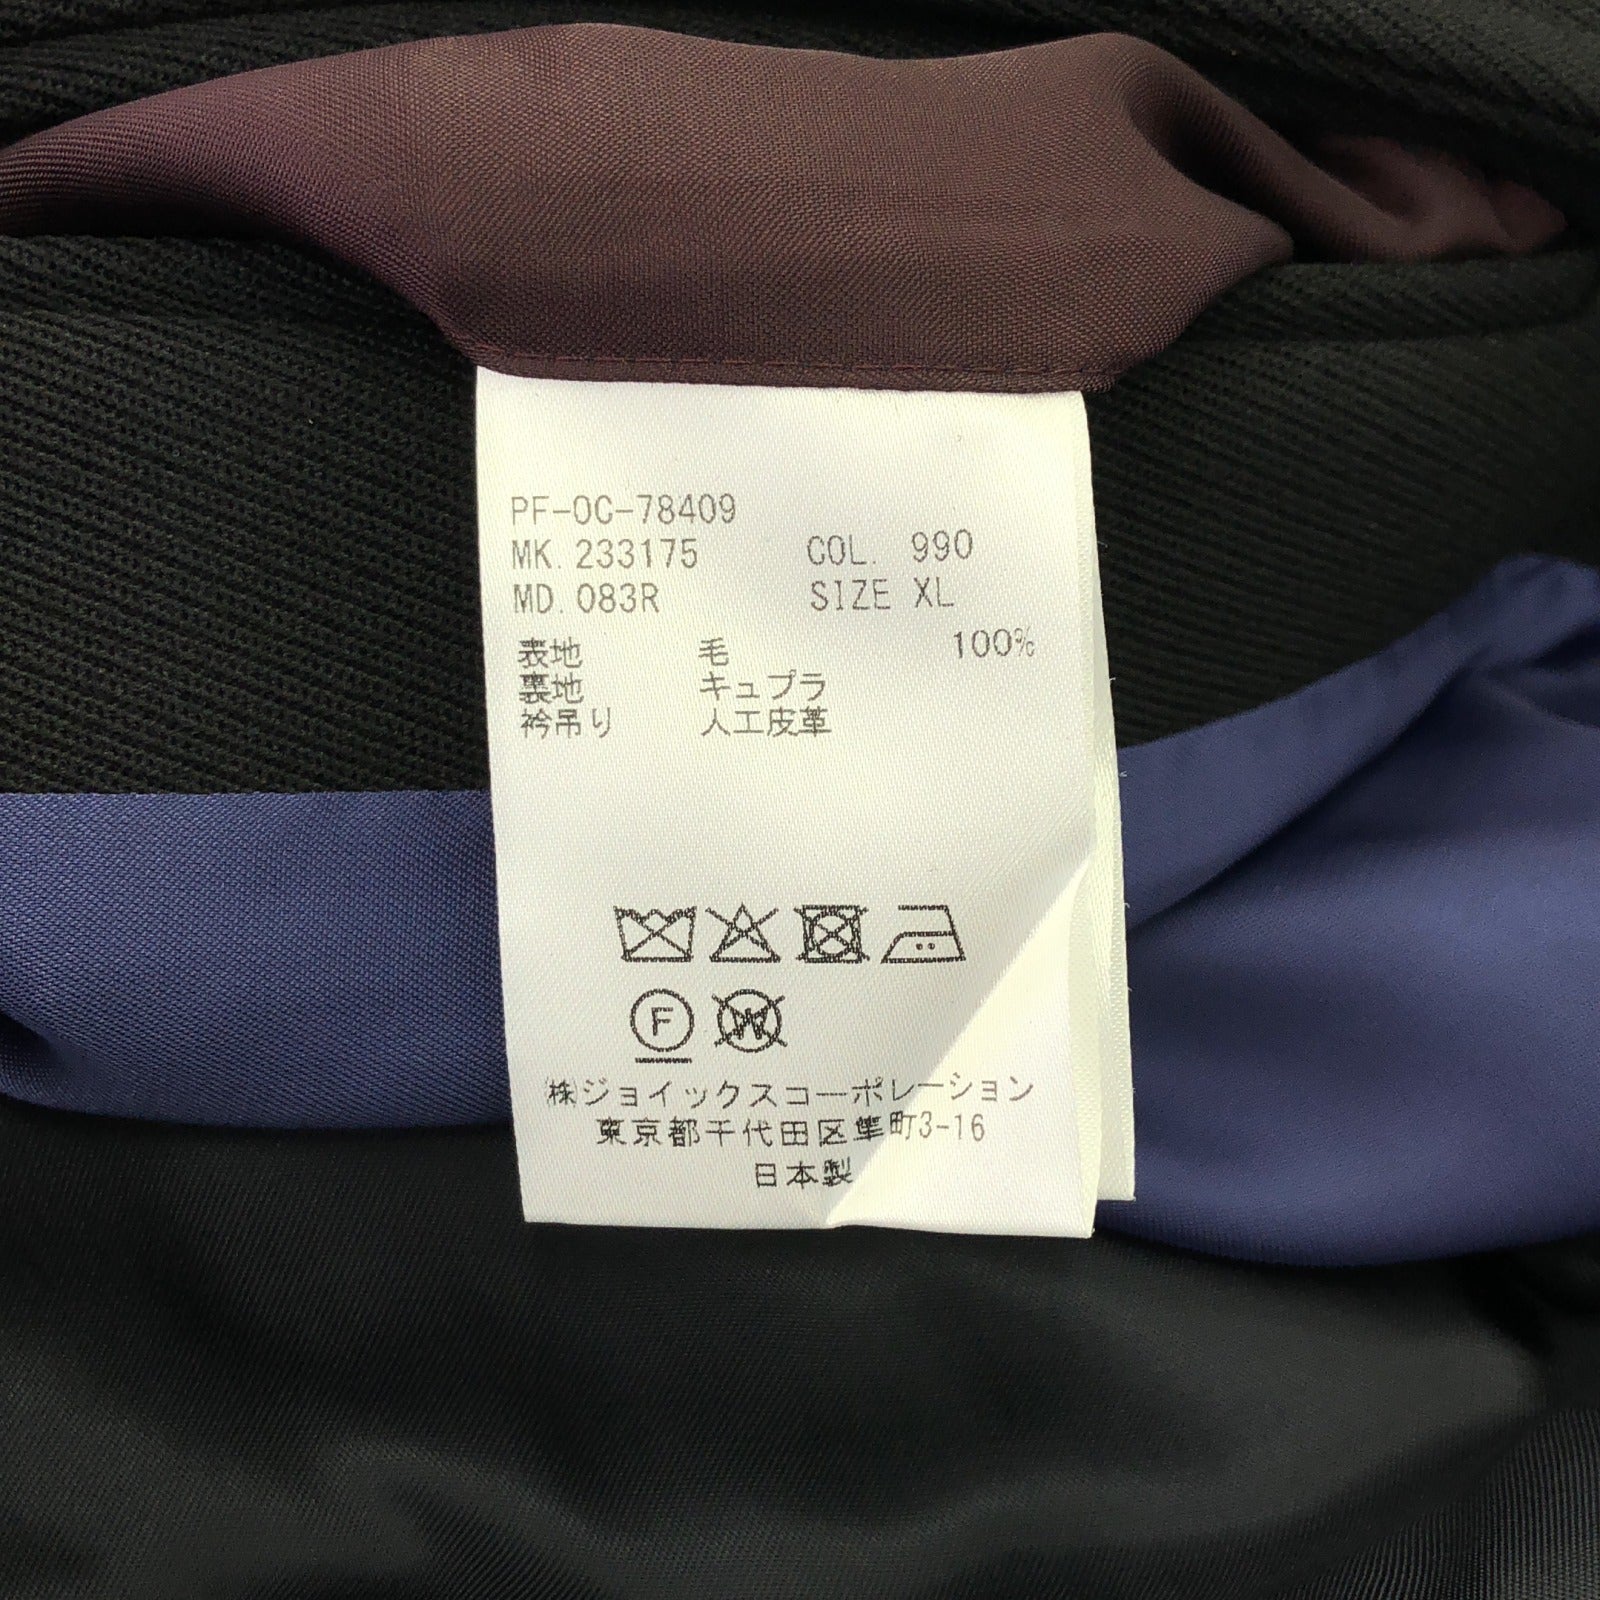 PF-OC-78409
MK. 233175 COL. 990
MD. 083R SIZE XL
表地 毛 100%
裏地 キュプラ
衿吊り 人工皮革
F W
㈱ジョイックスコーポレーション
東京都千代田区隼町3-16
日本製